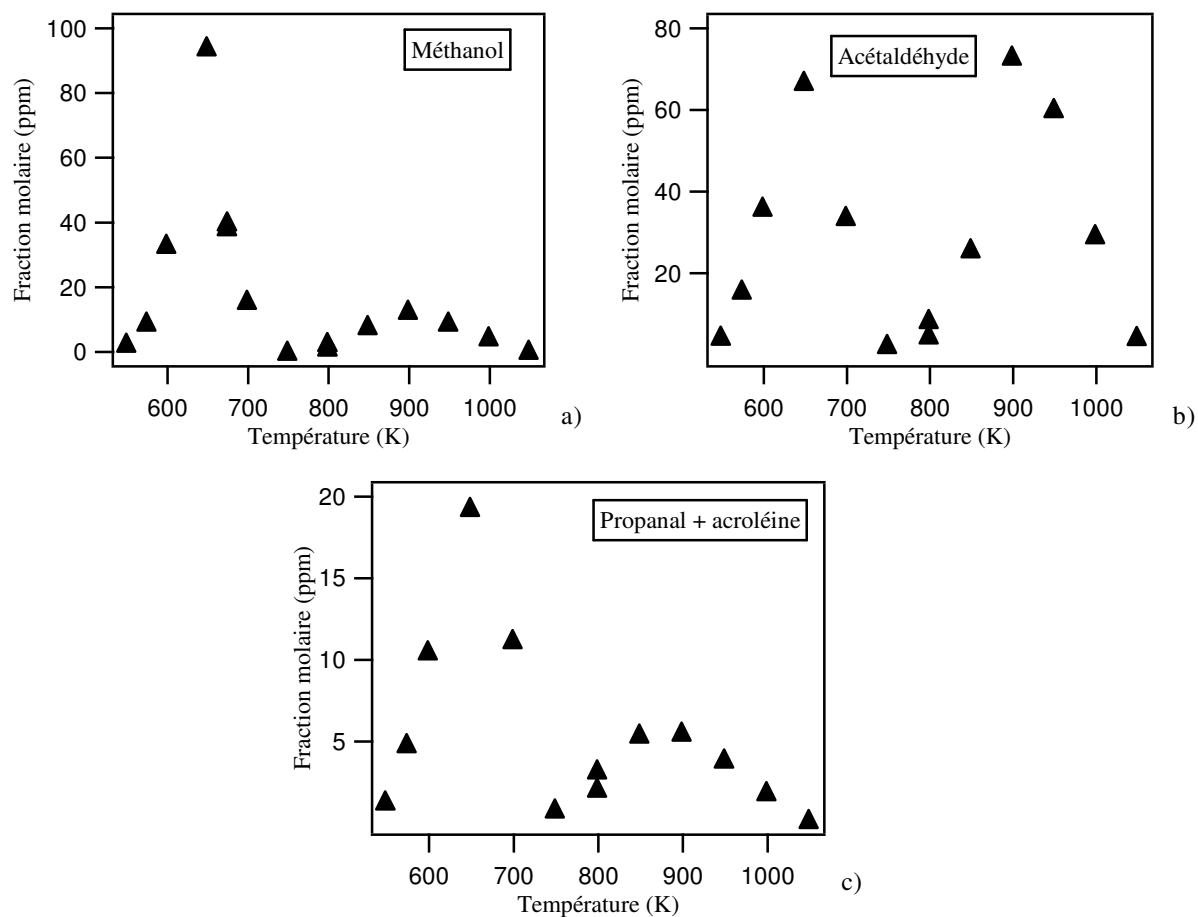 100
80
60
40
20
0
Fraction molaire (ppm)
Méthanol
600 700 800 900 1000
Température (K)
a)
80
60
40
20
Fraction molaire (ppm)
Acétaldéhyde
600 700 800 900 1000
Température (K)
b)
20
15
10
5
Fraction molaire (ppm)
Propanal + acroléine
600 700 800 900 1000
Température (K)
c)